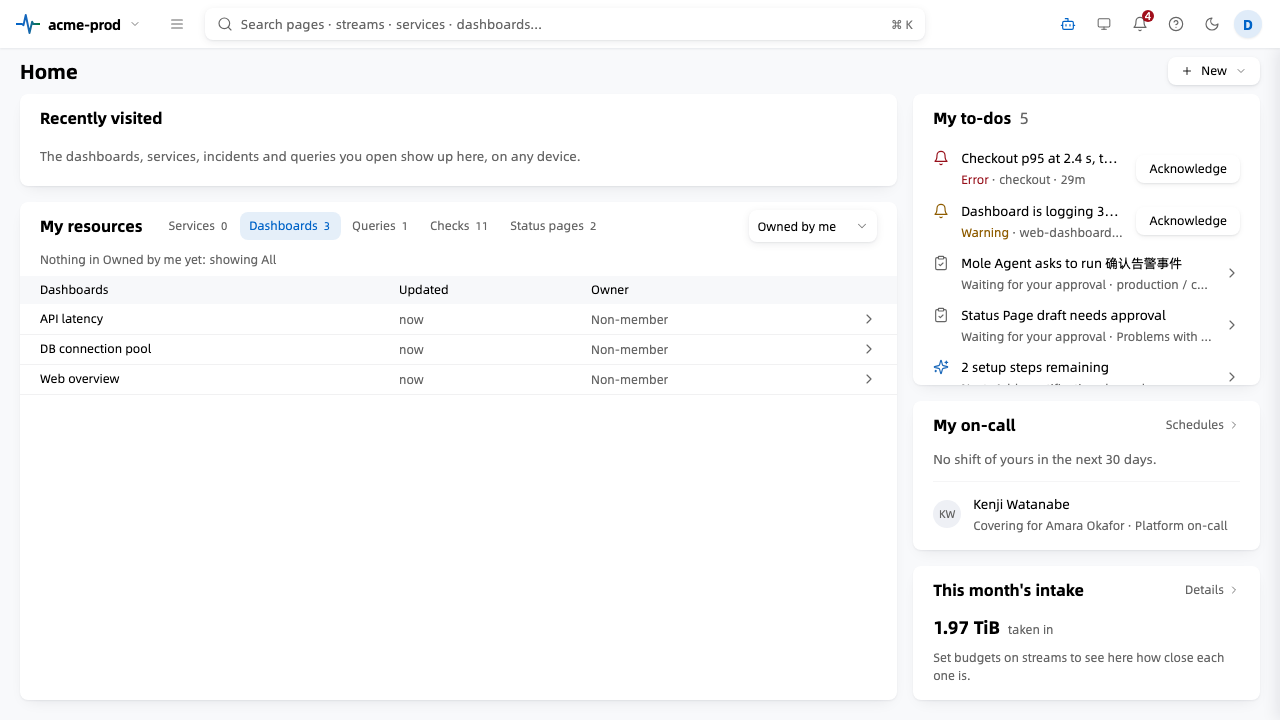 acme-prod
Search pages · streams · services · dashboards...
⌘ K
4
D
Home
New
Recently visited
The dashboards, services, incidents and queries you open show up here, on any device.
My resources
Services 0
Dashboards 3
Queries 1
Checks 11
Status pages 2
Owned by me
Nothing in Owned by me yet: showing All
Dashboards Updated Owner
API latency now Non-member
DB connection pool now Non-member
Web overview now Non-member
My to-dos 5
Checkout p95 at 2.4 s, t...
Error · checkout · 29m
Acknowledge
Dashboard is logging 3...
Warning · web-dashboard...
Acknowledge
Mole Agent asks to run 确认告警事件
Waiting for your approval · production / c...
Status Page draft needs approval
Waiting for your approval · Problems with ...
2 setup steps remaining
My on-call
Schedules
No shift of yours in the next 30 days.
KW
Kenji Watanabe
Covering for Amara Okafor · Platform on-call
This month's intake
Details
1.97 TiB taken in
Set budgets on streams to see here how close each
one is.